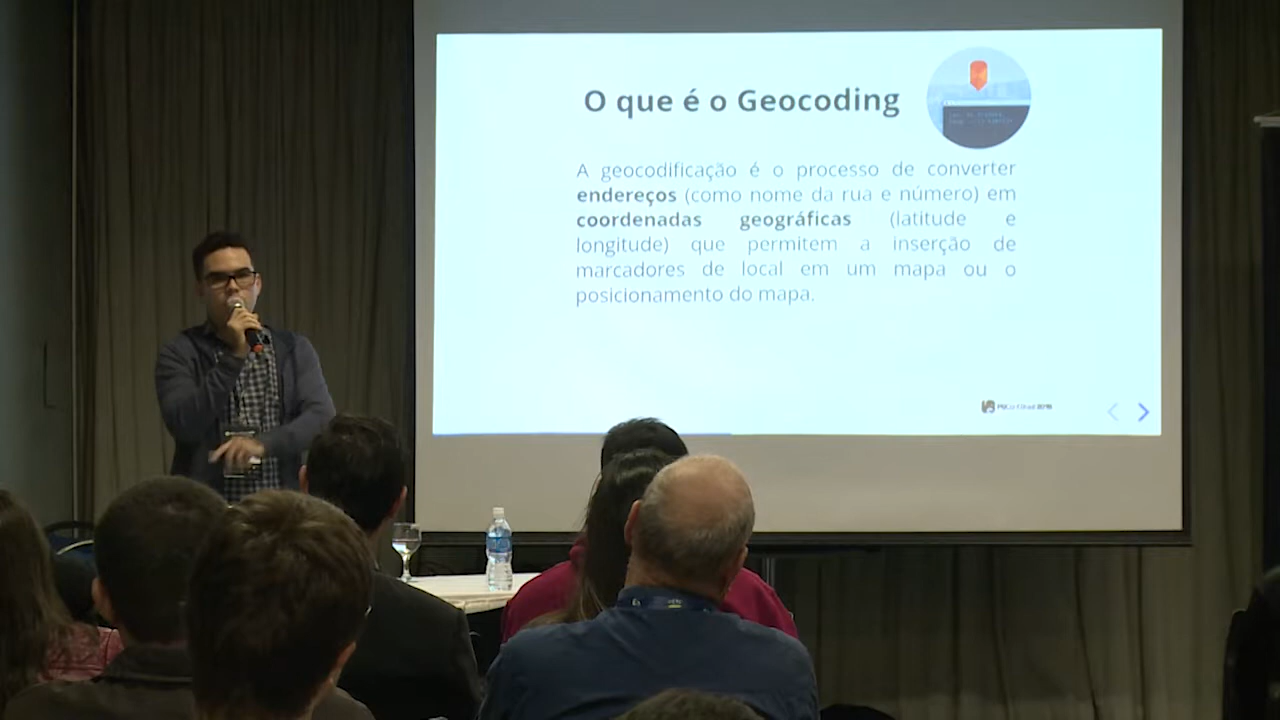 O que é o Geocoding
A geocodificação é o processo de converter
endereços (como nome da rua e número) em
coordenadas geográficas (latitude e
longitude) que permitem a inserção de
marcadores de local em um mapa ou o
posicionamento do mapa.